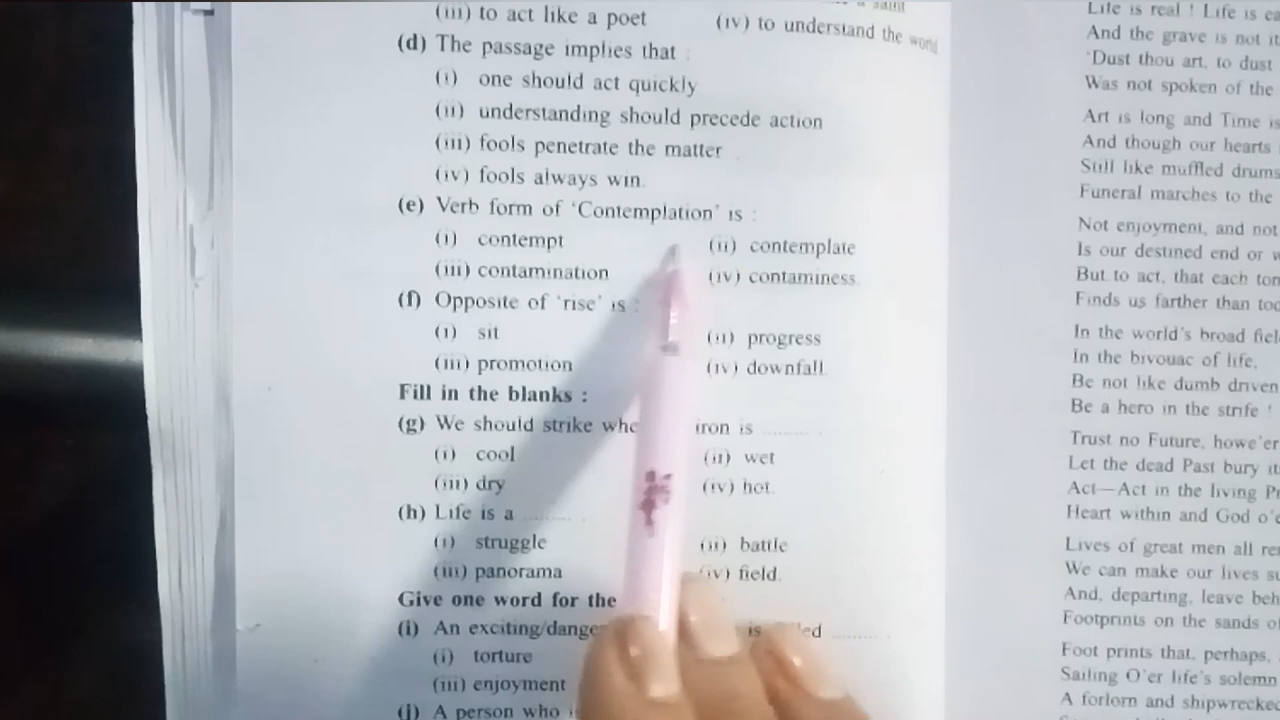 (iii) to act like a poet (iv) to understand the world
(d) The passage implies that :
(i) one should act quickly
(ii) understanding should precede action
(iii) fools penetrate the matter
(iv) fools always win.
(e) Verb form of 'Contemplation' is :
(i) contempt (ii) contemplate
(iii) contamination (iv) contaminess.
(f) Opposite of 'rise' is :
(i) sit (ii) progress
(iii) promotion (iv) downfall.
Fill in the blanks :
(g) We should strike whe iron is ........... .
(i) cool (ii) wet
(iii) dry (iv) hot.
(h) Life is a ........... .
(i) struggle (ii) battle
(iii) panorama (iv) field.
Give one word for the
(i) An exciting/dange is ........... .
(i) torture
(iii) enjoyment
(j) A person who
Life is real ! Life is
And the grave is not
'Dust thou art, to dust
Was not spoken of the
Art is long and Time
And though our hearts
Still like muffled drums
Funeral marches to the
Not enjoyment, and not
Is our destined end or
But to act, that each
Finds us farther than
In the world's broad
In the bivouac of life,
Be not like dumb driven
Be a hero in the strife !
Trust no Future, howe'er
Let the dead Past bury
Act—Act in the living
Heart within and God
Lives of great men all
We can make our lives
And, departing, leave
Footprints on the sands
Foot prints that, perhaps,
Sailing O'er life's solemn
A forlorn and shipwrecked